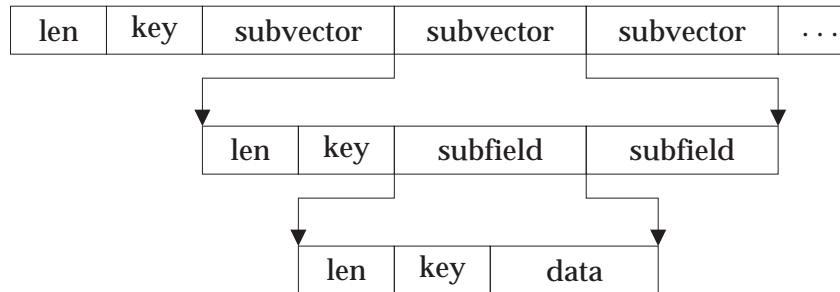 len key subvector subvector subvector ...
len key subfield subfield
len key data